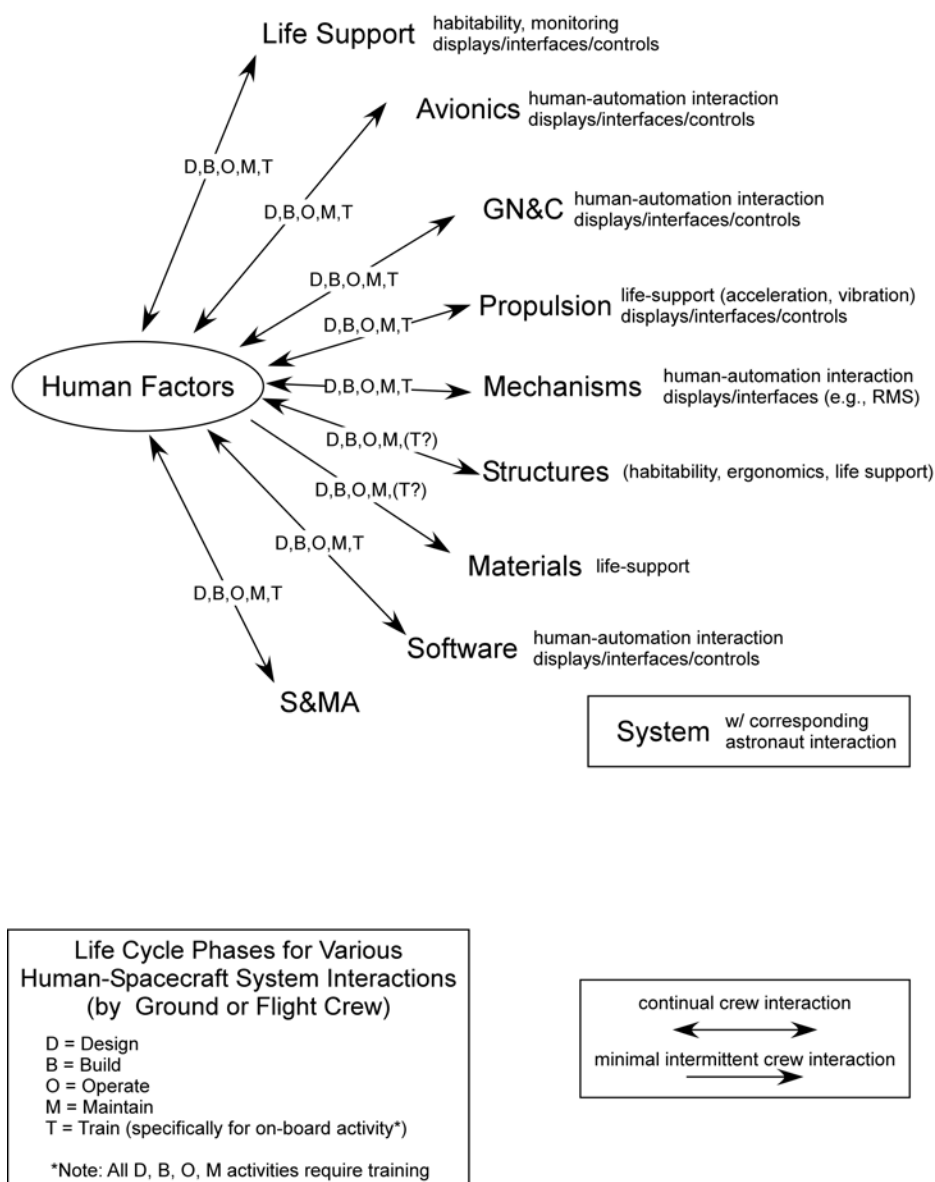 Life Support
habitability, monitoring
displays/interfaces/controls
Avionics
human-automation interaction
displays/interfaces/controls
D,B,O,M,T
D,B,O,M,T
GN&C
human-automation interaction
displays/interfaces/controls
D,B,O,M,T
Propulsion
life-support (acceleration, vibration)
displays/interfaces/controls
D,B,O,M,T
Human Factors
D,B,O,M,T
Mechanisms
human-automation interaction
displays/interfaces (e.g., RMS)
D,B,O,M,(T?)
Structures
(habitability, ergonomics, life support)
D,B,O,M,(T?)
Materials
life-support
D,B,O,M,T
Software
human-automation interaction
displays/interfaces/controls
D,B,O,M,T
S&MA
System
w/ corresponding
astronaut interaction
Life Cycle Phases for Various
Human-Spacecraft System Interactions
(by Ground or Flight Crew)
D = Design
B = Build
O = Operate
M = Maintain
T = Train (specifically for on-board activity*)
*Note: All D, B, O, M activities require training
continual crew interaction
minimal intermittent crew interaction